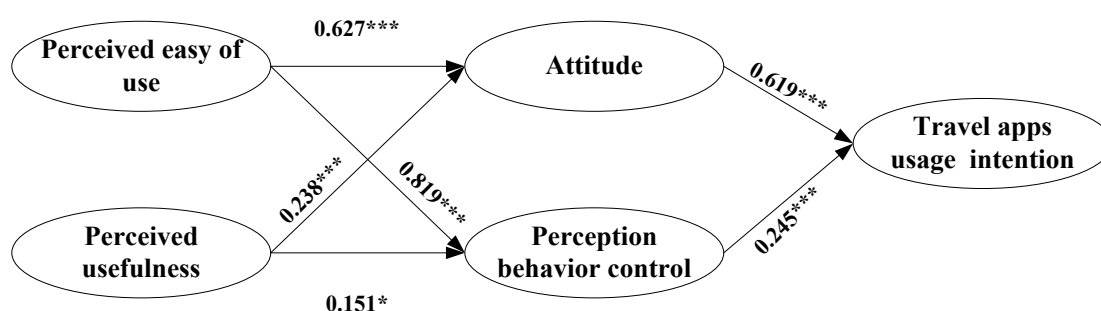 0.627***
Perceived easy of
use
Attitude
0.619***
Travel apps
usage intention
0.238***
0.819***
Perceived
usefulness
Perception
behavior control
0.245***
0.151*